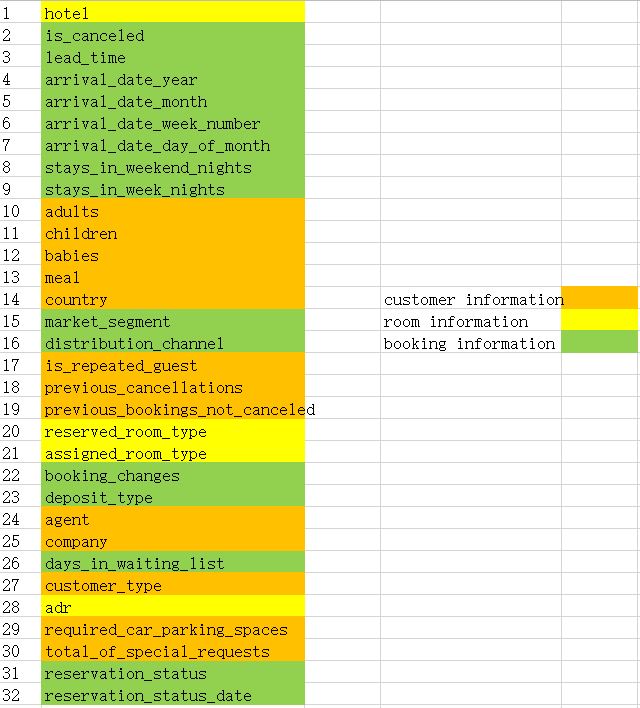 1 hotel
2 is_canceled
3 lead_time
4 arrival_date_year
5 arrival_date_month
6 arrival_date_week_number
7 arrival_date_day_of_month
8 stays_in_weekend_nights
9 stays_in_week_nights
10 adults
11 children
12 babies
13 meal
14 country customer information
15 market_segment room information
16 distribution_channel booking information
17 is_repeated_guest
18 previous_cancellations
19 previous_bookings_not_canceled
20 reserved_room_type
21 assigned_room_type
22 booking_changes
23 deposit_type
24 agent
25 company
26 days_in_waiting_list
27 customer_type
28 adr
29 required_car_parking_spaces
30 total_of_special_requests
31 reservation_status
32 reservation_status_date